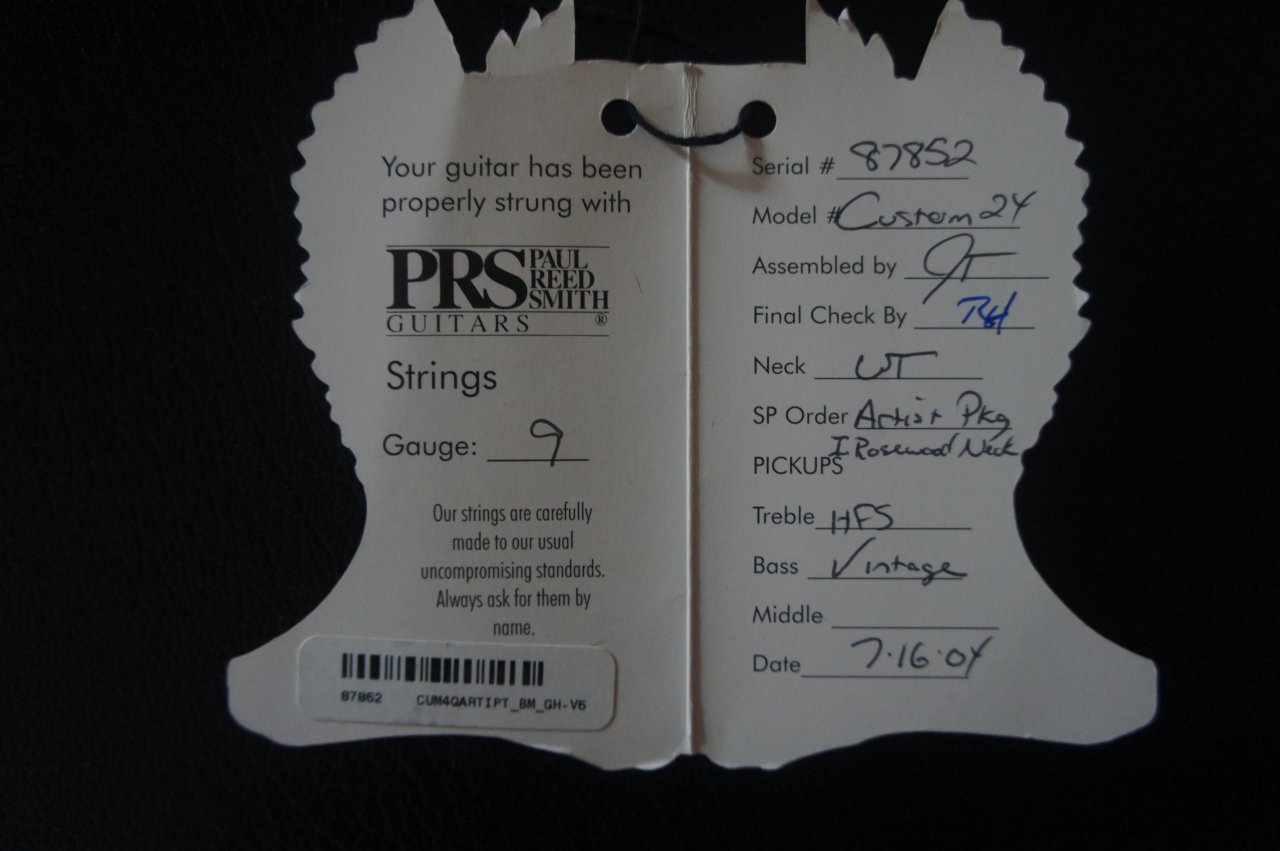 Your guitar has been
properly strung with
PRS PAUL
REED
SMITH
GUITARS ®
Strings
Gauge: 9
Our strings are carefully
made to our usual
uncompromising standards.
Always ask for them by
name.
87852 CUM4QARTIPT_BM_GH-V6
Serial # 87852
Model # Custom 24
Assembled by JT
Final Check By RH
Neck WT
SP Order Artist Pkg
I Rosewood Neck
PICKUPS
Treble HFS
Bass Vintage
Middle
Date 7·16·04